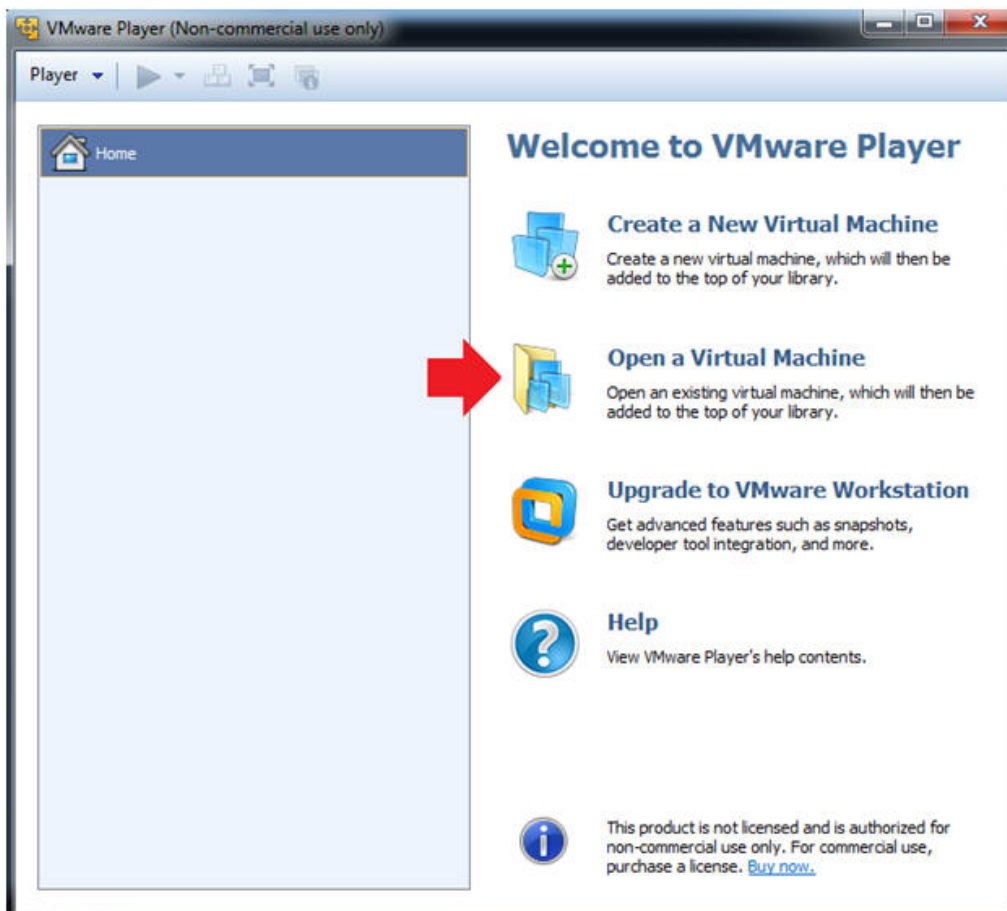 VMware Player (Non-commercial use only)
Player
Home
Welcome to VMware Player
Create a New Virtual Machine
Create a new virtual machine, which will then be
added to the top of your library.
Open a Virtual Machine
Open an existing virtual machine, which will then be
added to the top of your library.
Upgrade to VMware Workstation
Get advanced features such as snapshots,
developer tool integration, and more.
Help
View VMware Player's help contents.
This product is not licensed and is authorized for
non-commercial use only. For commercial use,
purchase a license. Buy now.